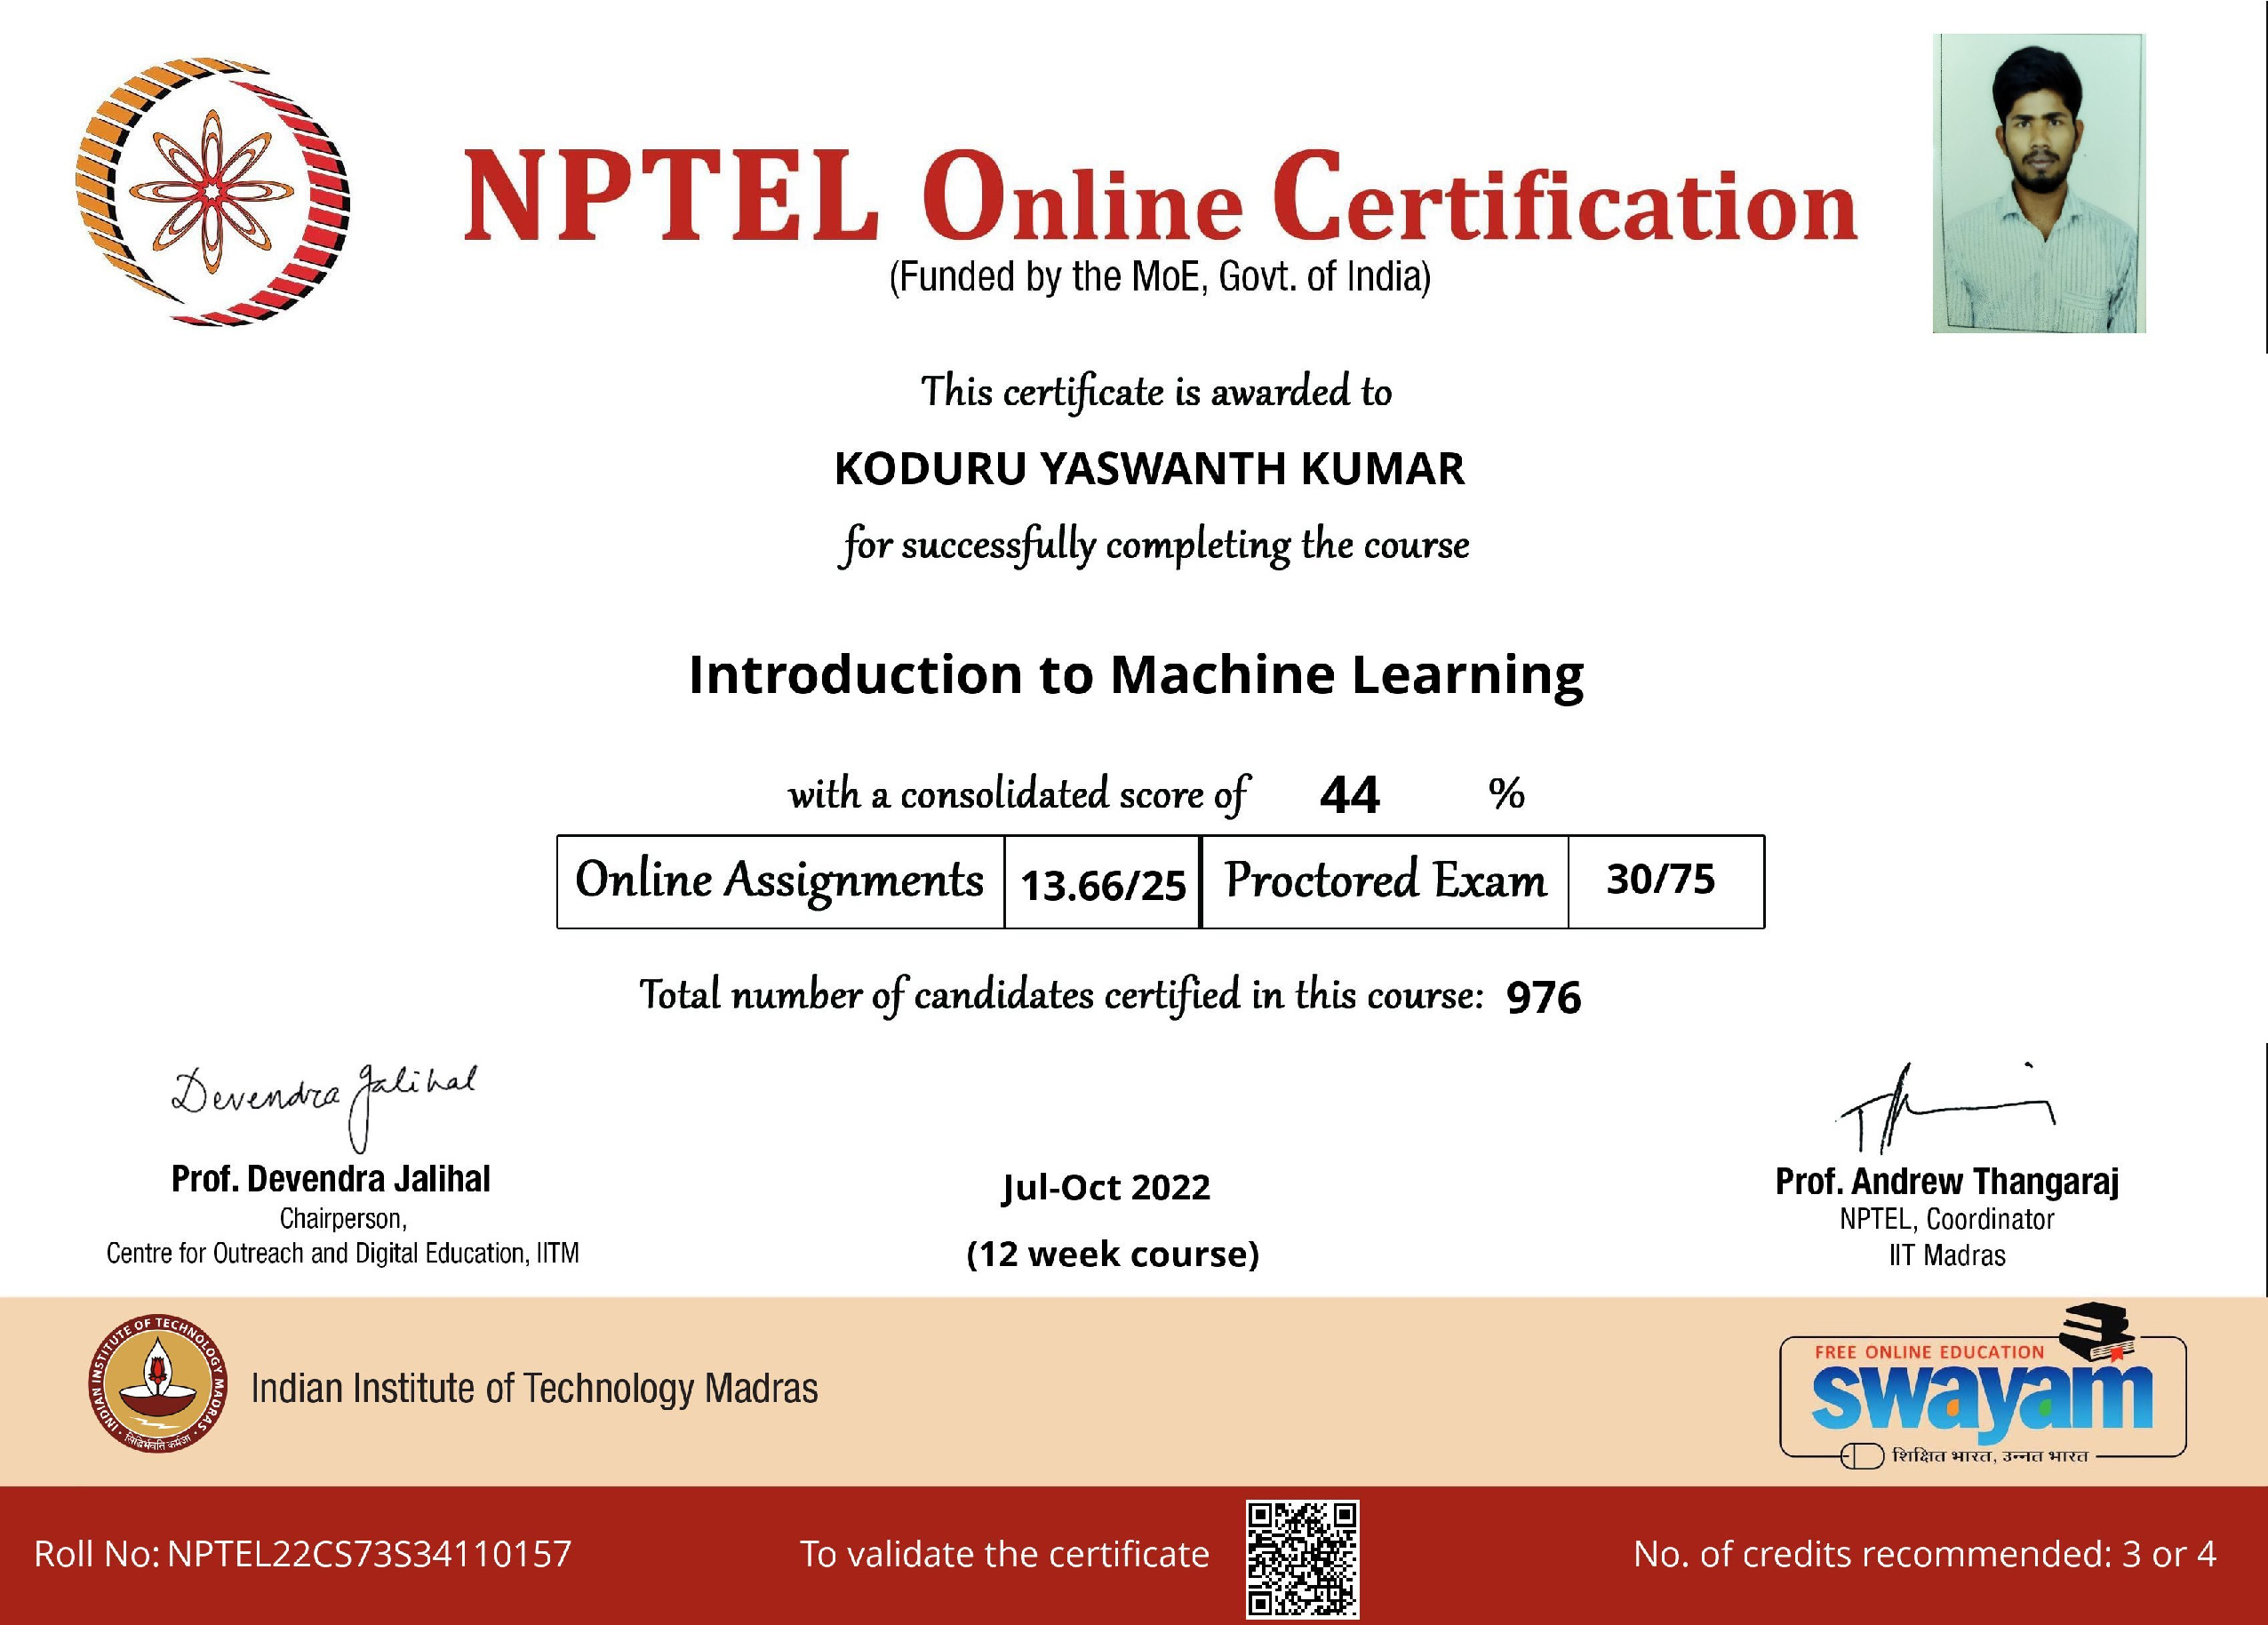 NPTEL Online Certification
(Funded by the MoE, Govt. of India)
This certificate is awarded to
KODURU YASWANTH KUMAR
for successfully completing the course
Introduction to Machine Learning
with a consolidated score of 44 %
Online Assignments 13.66/25 Proctored Exam 30/75
Total number of candidates certified in this course: 976
Devendra Jalihal
Prof. Devendra Jalihal
Chairperson,
Centre for Outreach and Digital Education, IITM
Jul-Oct 2022
(12 week course)
Prof. Andrew Thangaraj
NPTEL, Coordinator
IIT Madras
INDIAN INSTITUTE OF TECHNOLOGY MADRAS
सिद्धिर्भवति कर्मजा
Indian Institute of Technology Madras
FREE ONLINE EDUCATION
swayam
शिक्षित भारत, उन्नत भारत
Roll No: NPTEL22CS73S34110157
To validate the certificate
No. of credits recommended: 3 or 4